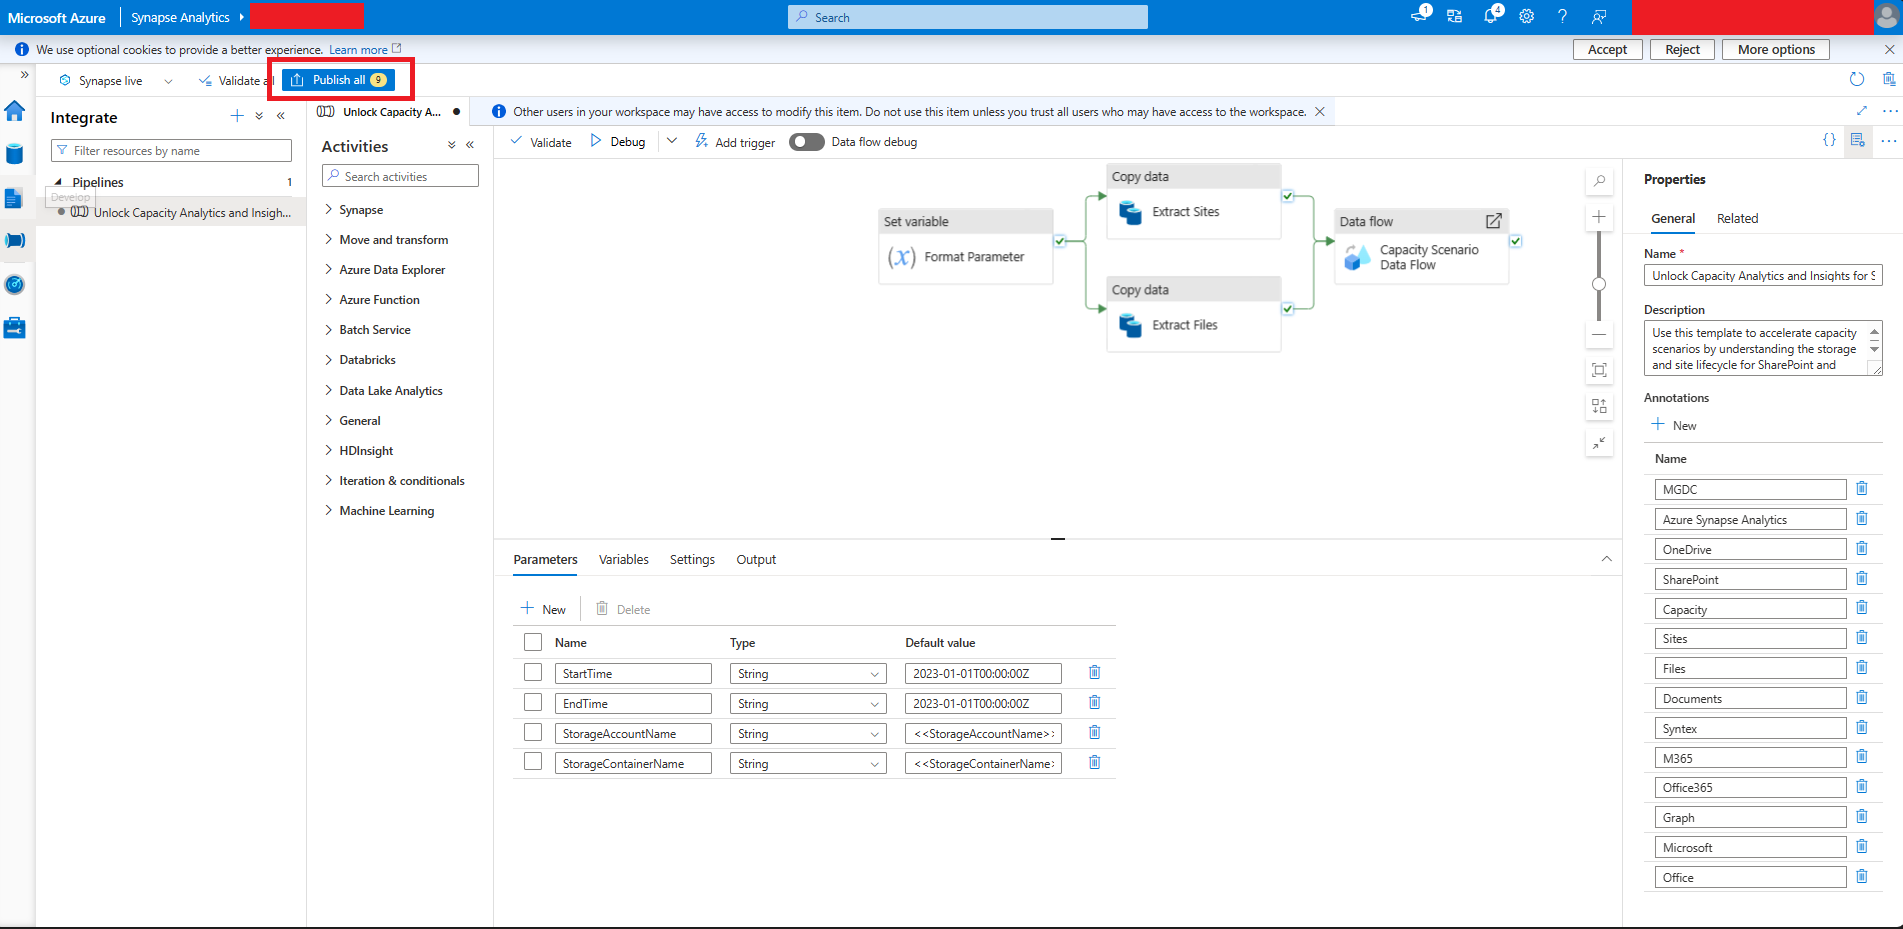 Microsoft Azure
Synapse Analytics
Search
1
4
We use optional cookies to provide a better experience. Learn more
Accept
Reject
More options
Synapse live
Validate al
Publish all 9
Integrate
Filter resources by name
Pipelines
1
Develop
Unlock Capacity Analytics and Insigh...
Unlock Capacity A...
Other users in your workspace may have access to modify this item. Do not use this item unless you trust all users who may have access to the workspace.
Activities
Search activities
Synapse
Move and transform
Azure Data Explorer
Azure Function
Batch Service
Databricks
Data Lake Analytics
General
HDInsight
Iteration & conditionals
Machine Learning
Validate
Debug
Add trigger
Data flow debug
Set variable
(x) Format Parameter
Copy data
Extract Sites
Copy data
Extract Files
Data flow
Capacity Scenario
Data Flow
Parameters
Variables
Settings
Output
New
Delete
Name Type Default value
StartTime String 2023-01-01T00:00:00Z
EndTime String 2023-01-01T00:00:00Z
StorageAccountName String <<StorageAccountName>>
StorageContainerName String <<StorageContainerName>
Properties
General
Related
Name *
Unlock Capacity Analytics and Insights for S
Description
Use this template to accelerate capacity
scenarios by understanding the storage
and site lifecycle for SharePoint and
Annotations
New
Name
MGDC
Azure Synapse Analytics
OneDrive
SharePoint
Capacity
Sites
Files
Documents
Syntex
M365
Office365
Graph
Microsoft
Office